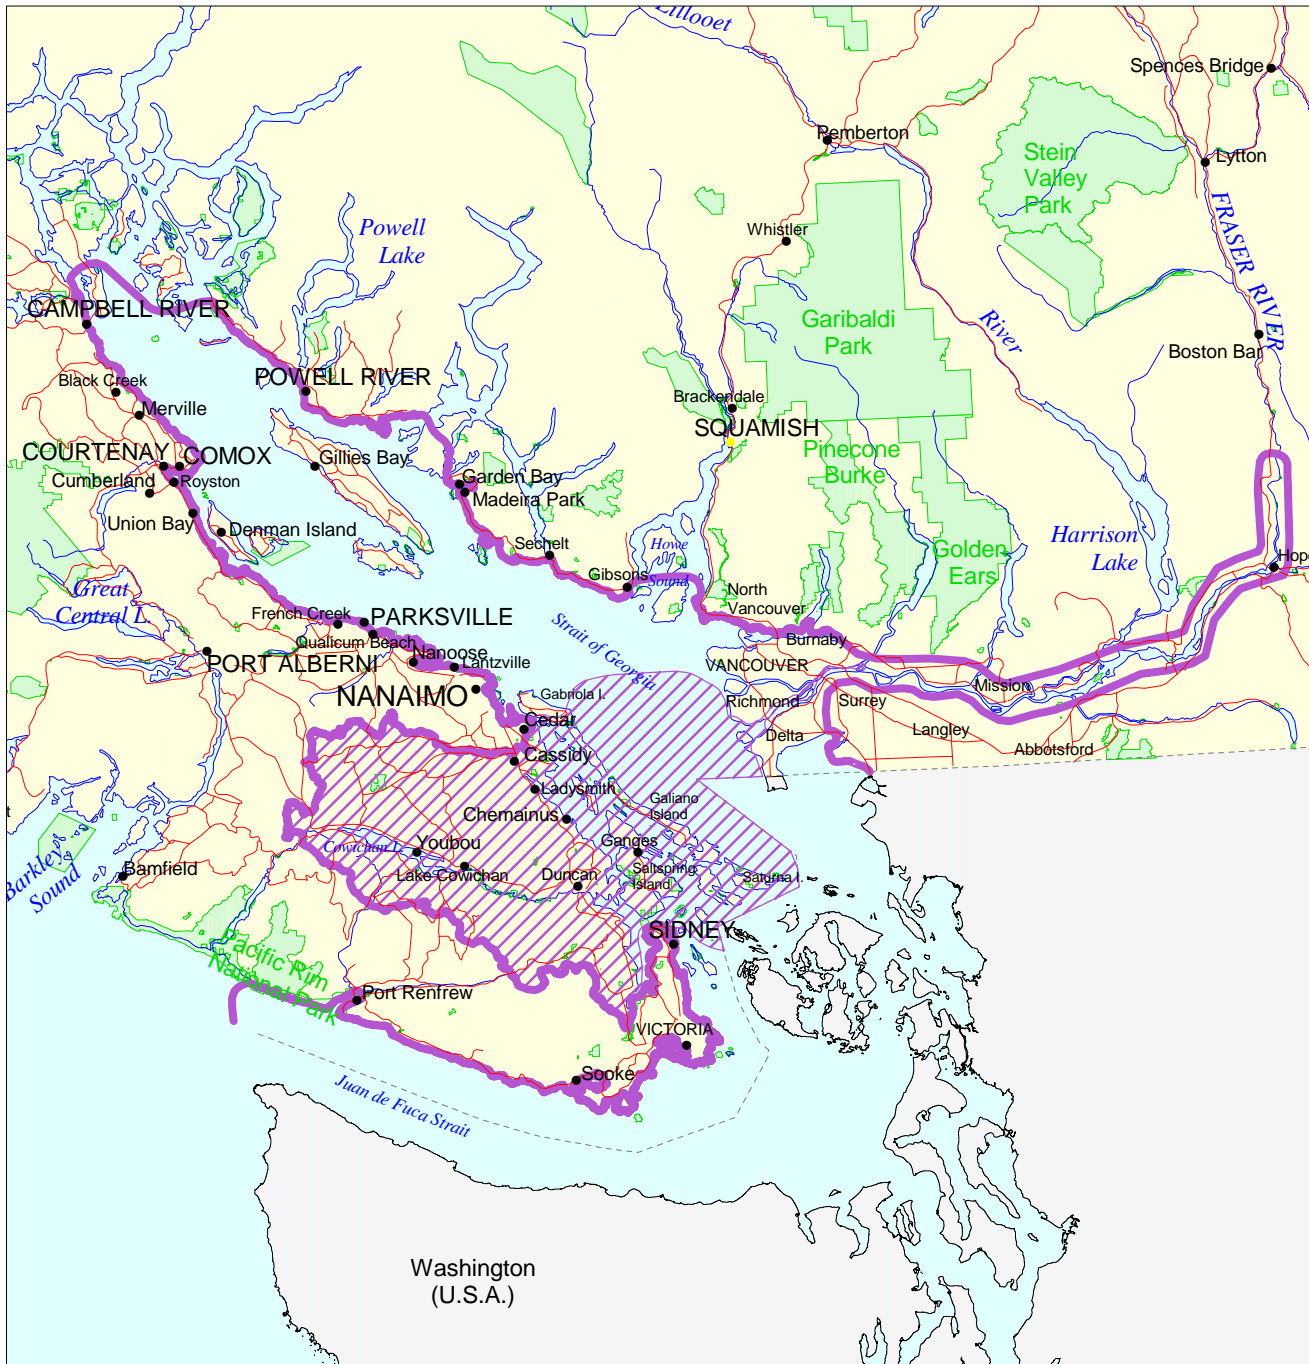 Lillooet
Spences Bridge
Pemberton
Stein
Valley
Park
Lytton
FRASER RIVER
Powell
Lake
Whistler
CAMPBELL RIVER
Garibaldi
Park
River
Boston Bar
Black Creek
POWELL RIVER
Merville
Brackendale
SQUAMISH
COURTENAY
COMOX
Gillies Bay
Pinecone
Burke
Cumberland
Royston
Garden Bay
Madeira Park
Union Bay
Denman Island
Harrison
Lake
Sechelt
Howe
Sound
Golden
Ears
Hope
Gibsons
Great
Central L.
North
Vancouver
French Creek
PARKSVILLE
Strait of Georgia
Qualicum Beach
Burnaby
PORT ALBERNI
Nanoose
Lantzville
VANCOUVER
NANAIMO
Gabriola I.
Mission
Richmond
Surrey
Cedar
Delta
Langley
Abbotsford
Cassidy
Ladysmith
Galiano
Island
t
Chemainus
Youbou
Cowichan L.
Ganges
Barkley
Sound
Bamfield
Lake Cowichan
Duncan
Saltspring
Island
Saturna I.
SIDNEY
Pacific Rim
National Park
Port Renfrew
VICTORIA
Sooke
Juan de Fuca Strait
Washington
(U.S.A.)